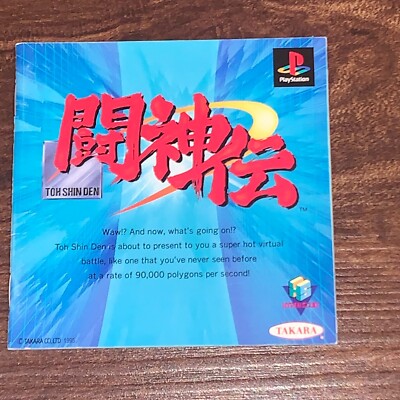 PlayStation
闘神伝
TOH SHIN DEN
TM
Waw!? And now, what's going on!?
Toh Shin Den is about to present to you a super hot virtual
battle, like one that you've never seen before
at a rate of 90,000 polygons per second!
TAKARA
© TAKARA CO.,LTD. 1995